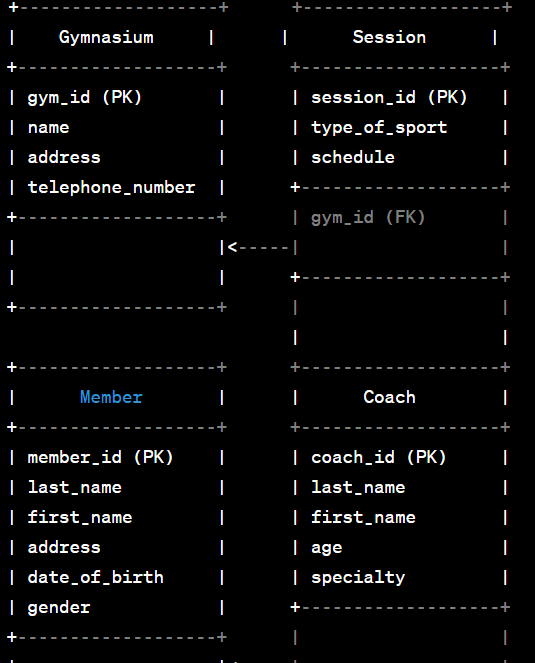 +-------------------+      +-------------------+
|    Gymnasium     |      |      Session      |
+-------------------+      +-------------------+
| gym_id (PK)       |      | session_id (PK)   |
| name              |      | type_of_sport     |
| address           |      | schedule          |
| telephone_number  |      +-------------------+
+-------------------+      | gym_id (FK)       |
|                   |<-----|                   |
|                   |      +-------------------+
+-------------------+      |                   |
                           |                   |
+-------------------+      +-------------------+
|      Member       |      |      Coach        |
+-------------------+      +-------------------+
| member_id (PK)    |      | coach_id (PK)     |
| last_name         |      | last_name         |
| first_name        |      | first_name        |
| address           |      | age               |
| date_of_birth     |      | specialty         |
| gender            |      +-------------------+
+-------------------+      |                   |